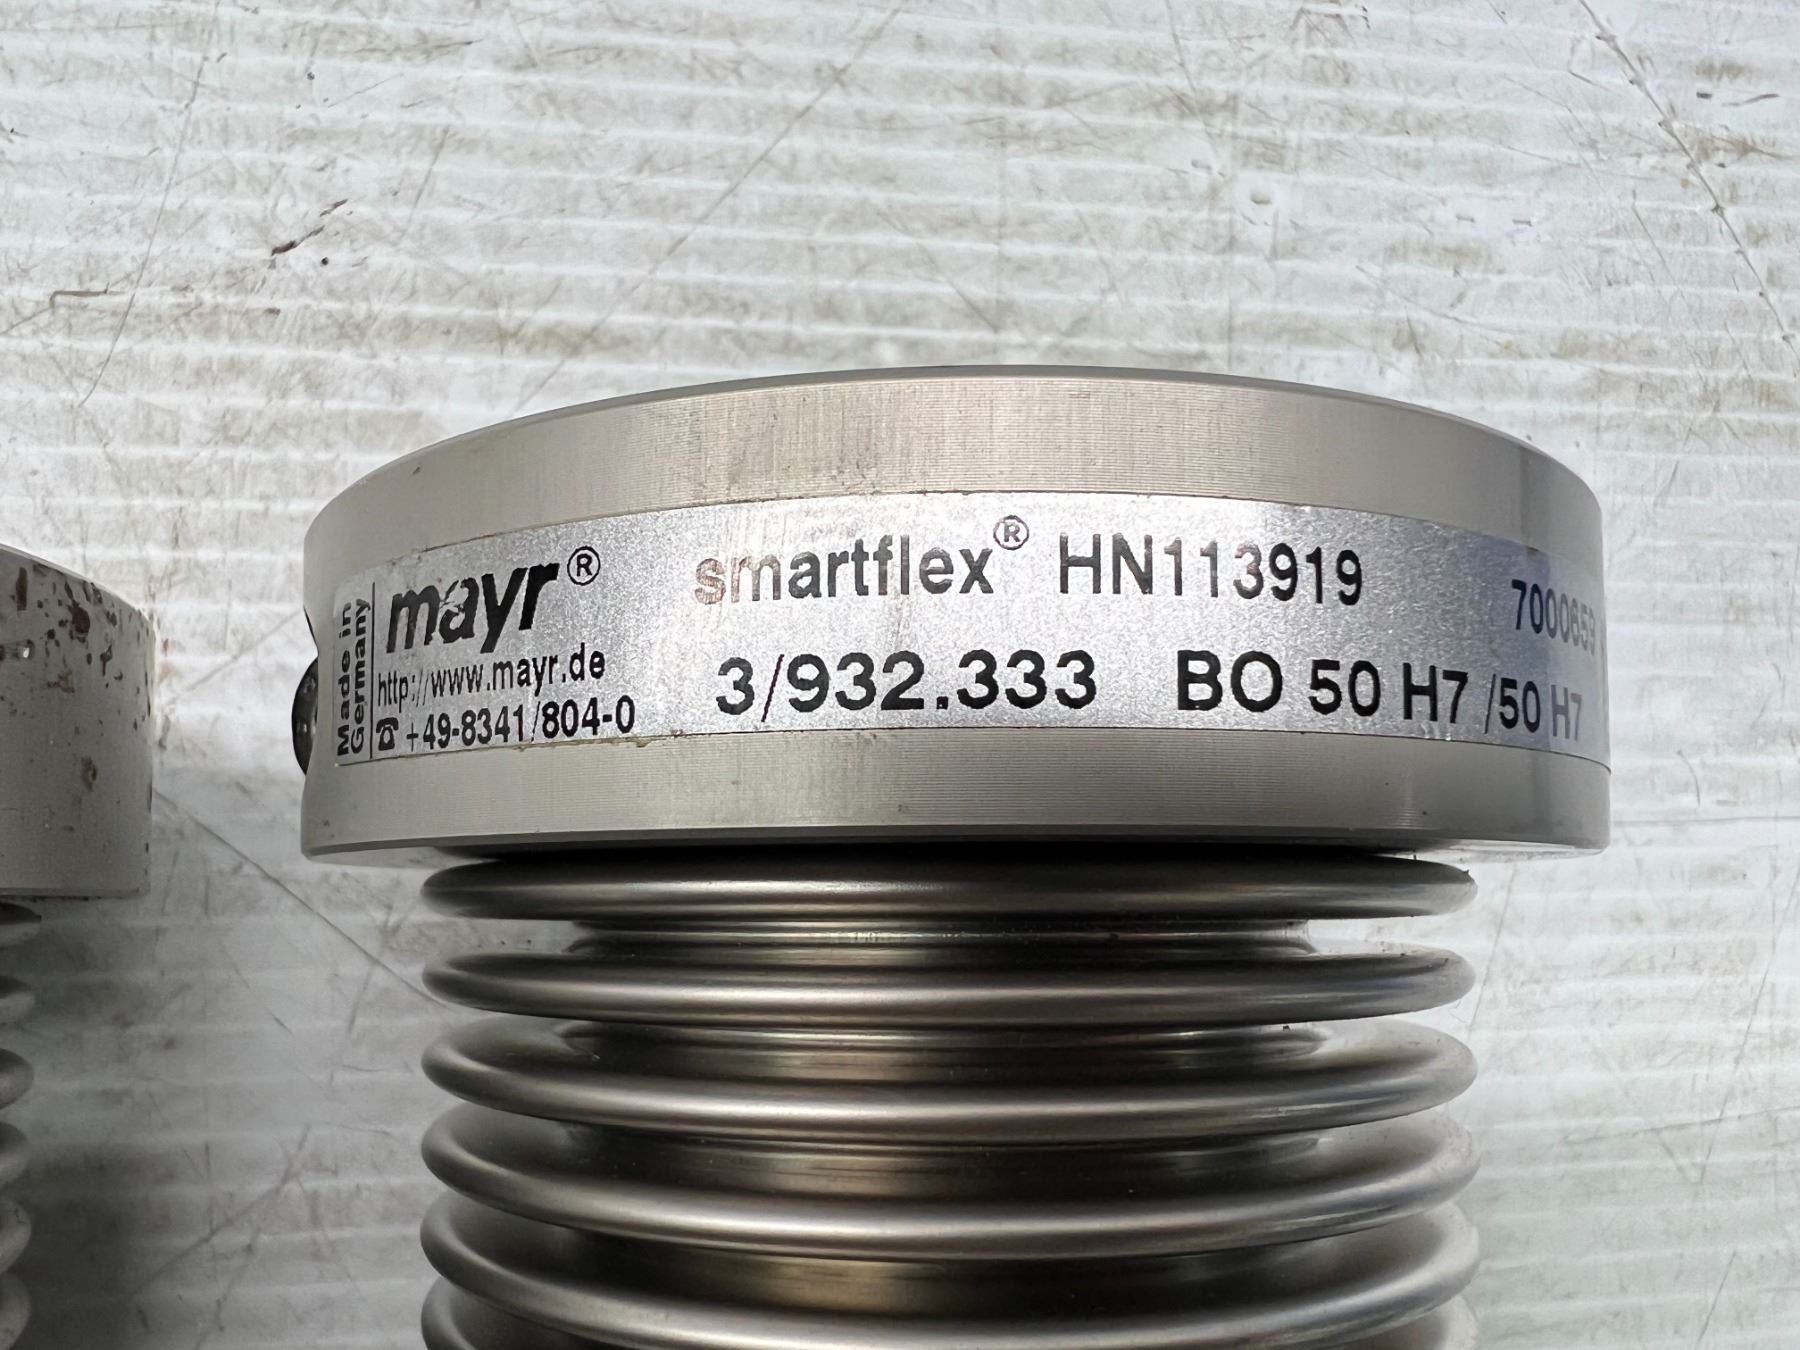 Made in
Germany
mayr®
http://www.mayr.de
☎ +49-8341/804-0
smartflex® HN113919
7000659
3/932.333 BO 50 H7 /50 H7